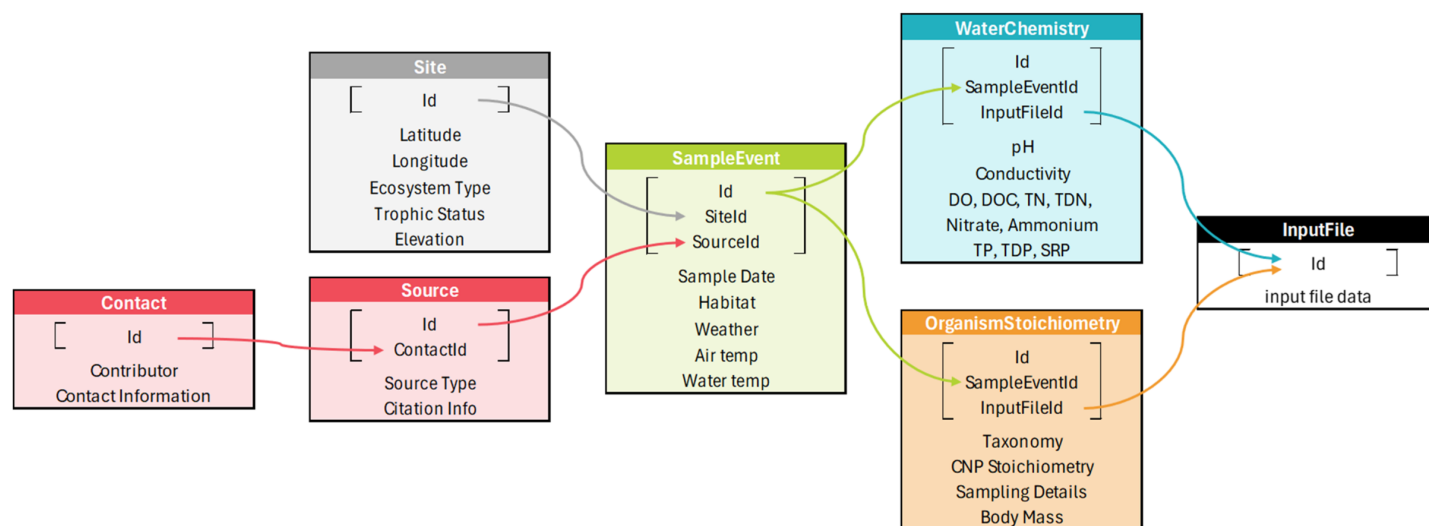 Contact
Id
Contributor
Contact Information
Site
Id
Latitude
Longitude
Ecosystem Type
Trophic Status
Elevation
Source
Id
ContactId
Source Type
Citation Info
SampleEvent
Id
SiteId
SourceId
Sample Date
Habitat
Weather
Air temp
Water temp
WaterChemistry
Id
SampleEventId
InputFileId
pH
Conductivity
DO, DOC, TN, TDN,
Nitrate, Ammonium
TP, TDP, SRP
OrganismStoichiometry
Id
SampleEventId
InputFileId
Taxonomy
CNP Stoichiometry
Sampling Details
Body Mass
InputFile
Id
input file data